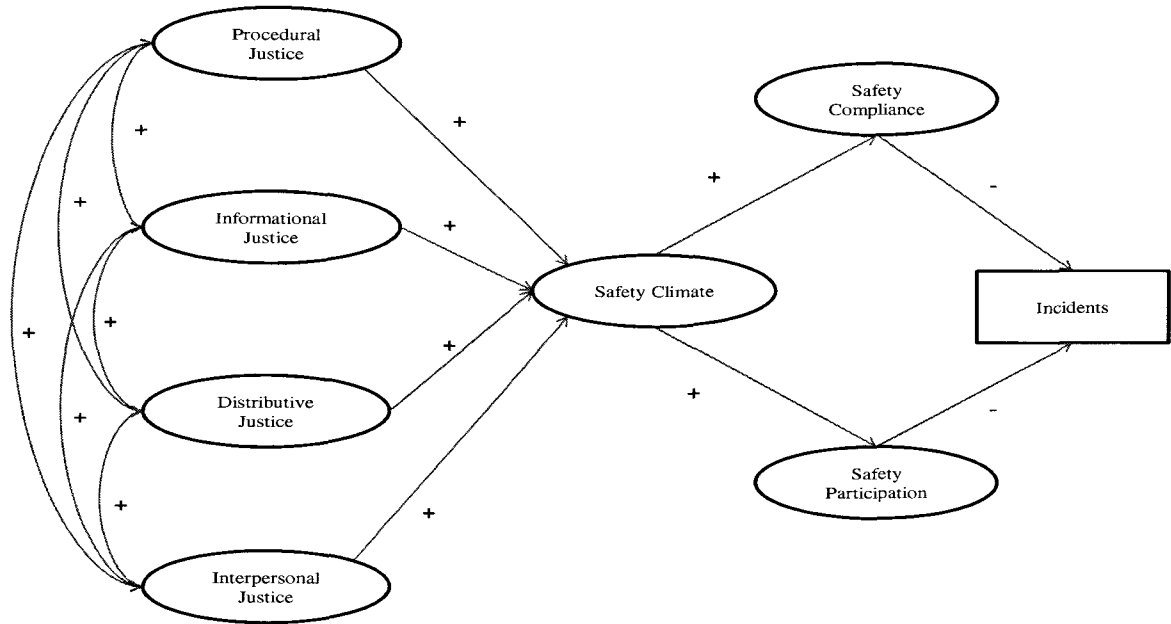 Procedural
Justice
+
+
+
Informational
Justice
+
+
+
Distributive
Justice
+
+
+
Interpersonal
Justice
+
Safety Climate
+
+
Safety
Compliance
-
Incidents
-
Safety
Participation